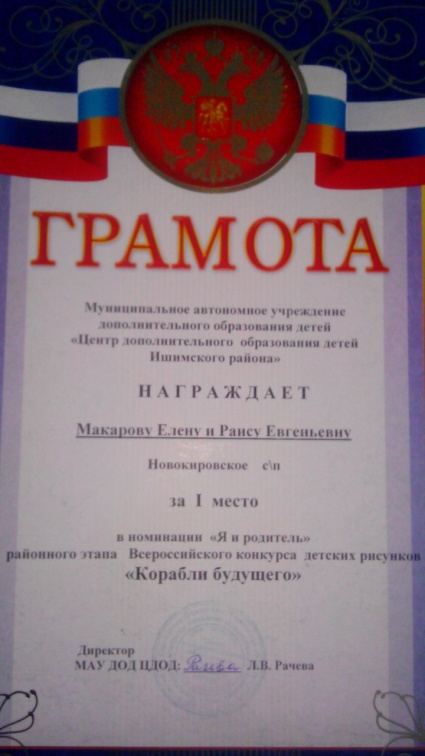 ГРАМОТА
Муниципальное автономное учреждение
дополнительного образования детей
«Центр дополнительного образования детей
Ишимского района»
НАГРАЖДАЕТ
Макарову Елену и Раису Евгеньевну
Новокировское с\п
за I место
в номинации «Я и родитель»
районного этапа Всероссийского конкурса детских рисунков
«Корабли будущего»
Директор
МАУ ДОД ЦДОД: Рачева Л.В. Рачева